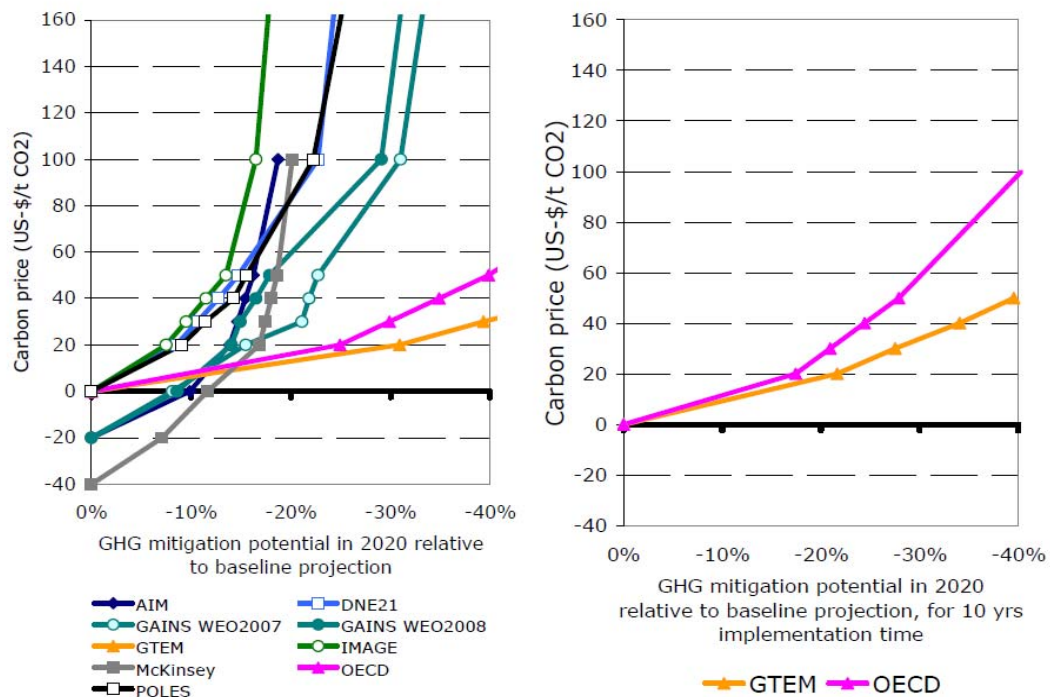 Carbon price (US-$/t CO2)
160
140
120
100
80
60
40
20
0
-20
-40
0%
-10%
-20%
-30%
-40%
GHG mitigation potential in 2020 relative
to baseline projection
AIM
DNE21
GAINS WEO2007
GAINS WEO2008
GTEM
IMAGE
McKinsey
OECD
POLES
Carbon price (US-$/t CO2)
160
140
120
100
80
60
40
20
0
-20
-40
0%
-10%
-20%
-30%
-40%
GHG mitigation potential in 2020
relative to baseline projection, for 10 yrs
implementation time
GTEM
OECD